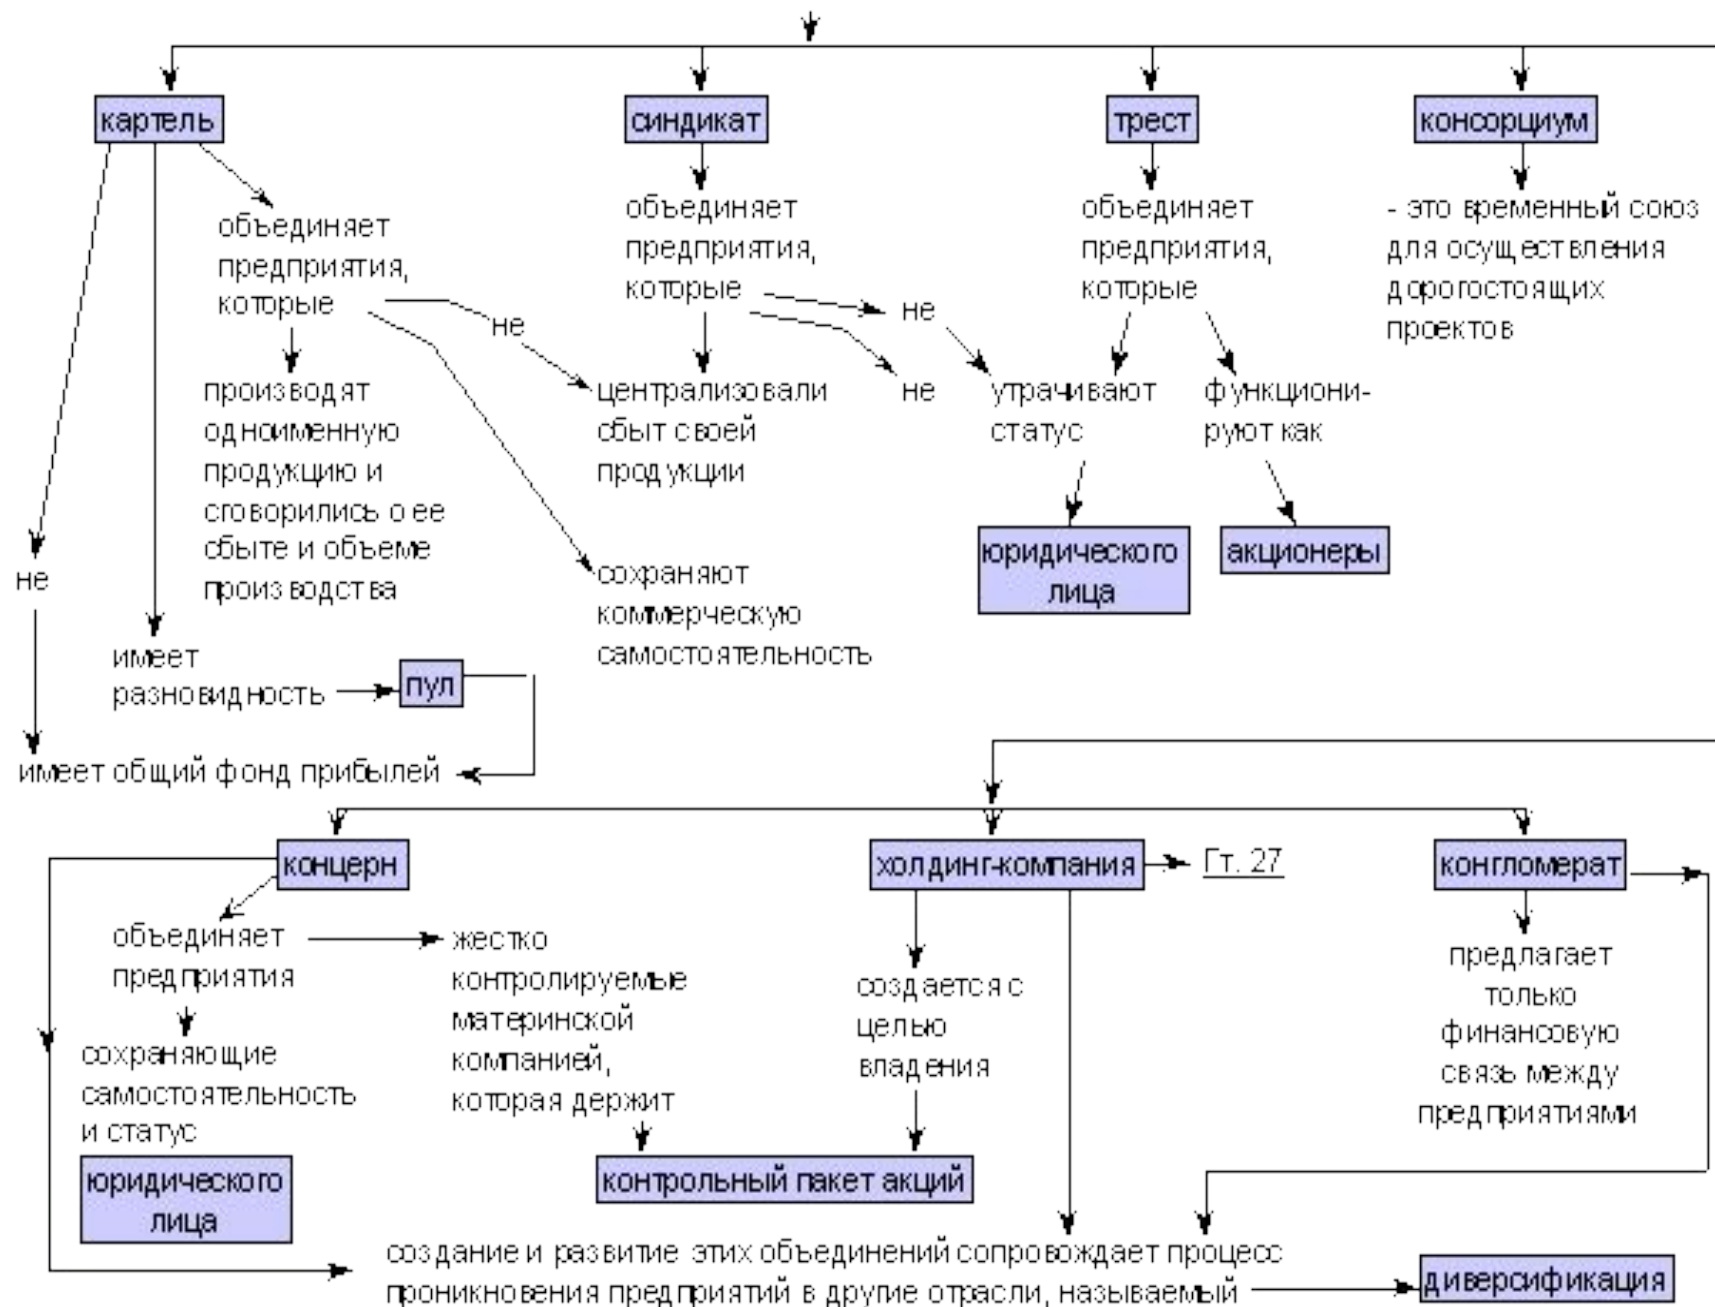 картель
синдикат
трест
консорциум
объединяет
предприятия,
которые
объединяет
предприятия,
которые
объединяет
предприятия,
которые
- это временный союз
для осуществления
дорогостоящих
проектов
не
не
не
производят
одноименную
продукцию и
сговорились о ее
сбыте и объеме
производства
централизовали
сбыт своей
продукции
утрачивают
статус
функциони-
руют как
юридического
лица
акционеры
не
сохраняют
коммерческую
самостоятельность
имеет
разновидность
пул
имеет общий фонд прибылей
концерн
холдинг-компания
Гт. 27
конгломерат
объединяет
предприятия
жестко
контролируемые
материнской
компанией,
которая держит
создается с
целью
владения
предлагает
только
финансовую
связь между
предприятиями
сохраняющие
самостоятельность
и статус
юридического
лица
контрольный пакет акций
создание и развитие этих объединений сопровождает процесс
проникновения предприятий в другие отрасли, называемый
диверсификация